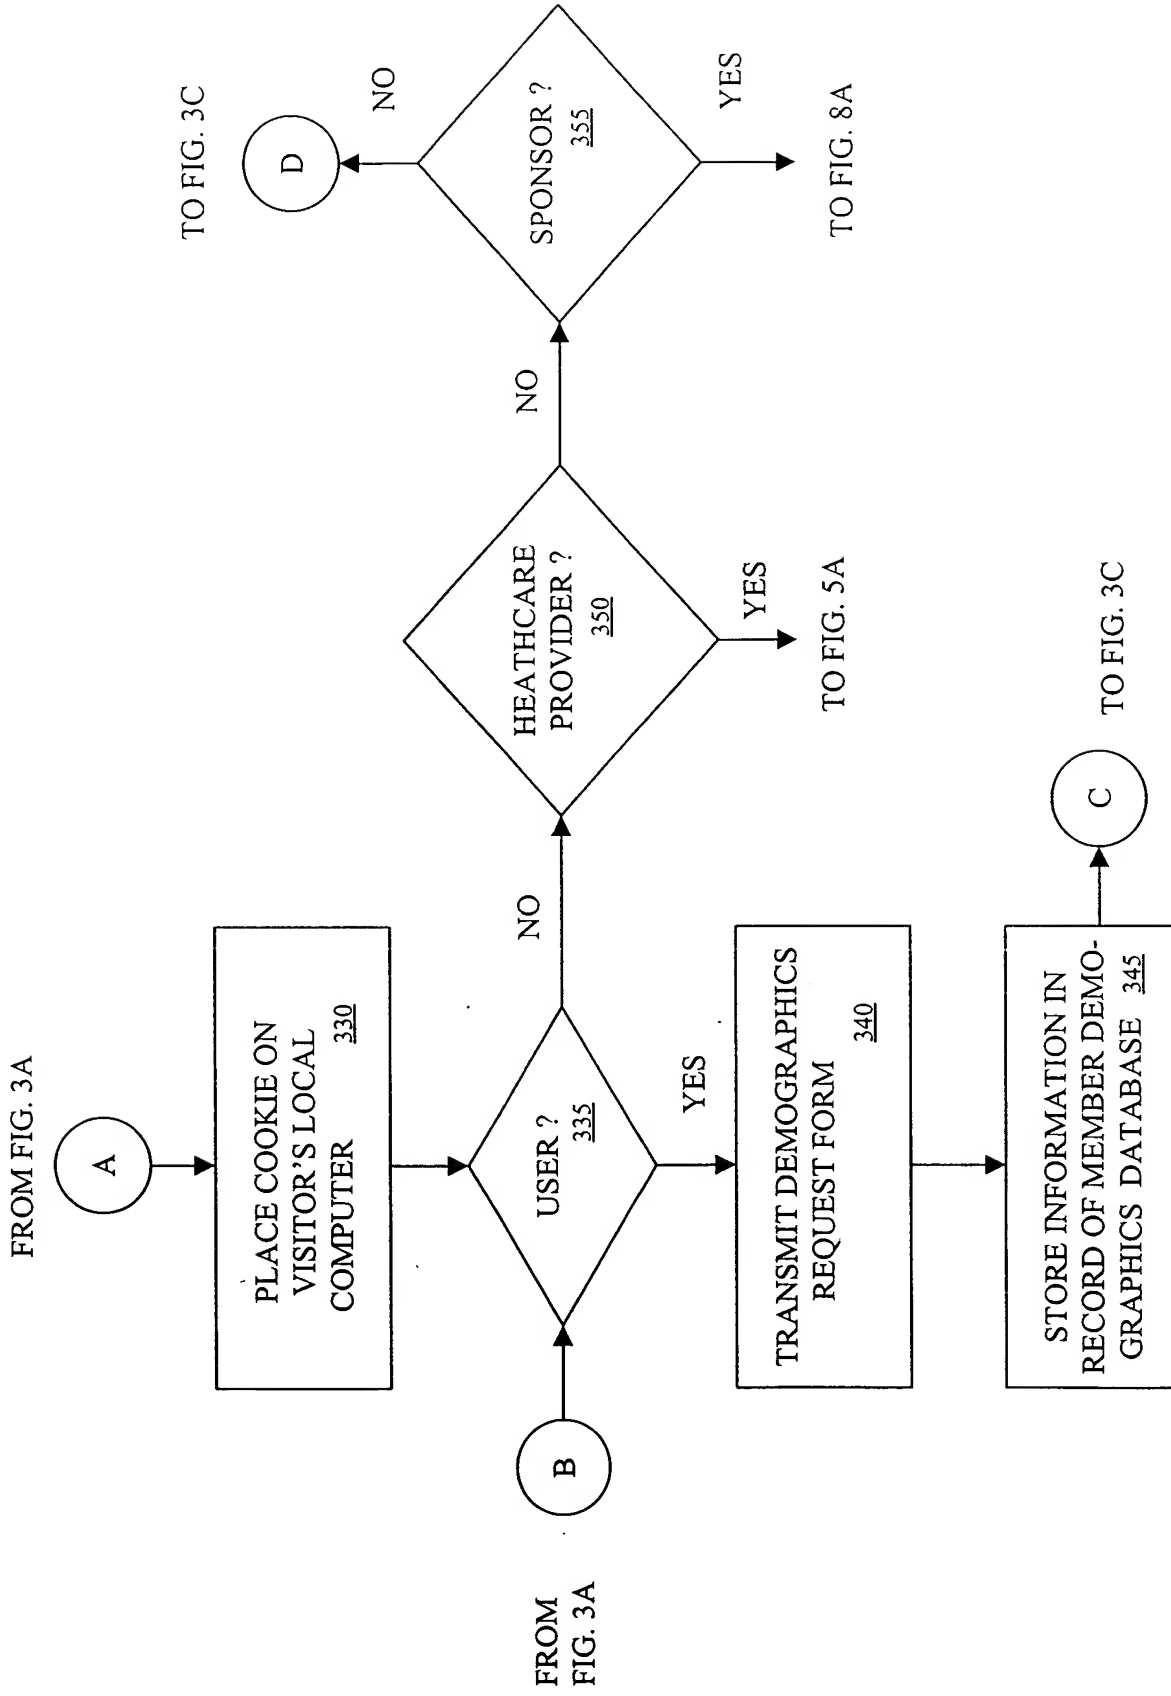 FROM FIG. 3A
A
PLACE COOKIE ON
VISITOR'S LOCAL
COMPUTER
330
FROM
FIG. 3A
B
USER ?
335
NO
YES
TRANSMIT DEMOGRAPHICS
REQUEST FORM
340
STORE INFORMATION IN
RECORD OF MEMBER DEMO-
GRAPHICS DATABASE 345
C
TO FIG. 3C
HEATHCARE
PROVIDER ?
350
NO
YES
TO FIG. 5A
SPONSOR ?
355
NO
D
TO FIG. 3C
YES
TO FIG. 8A